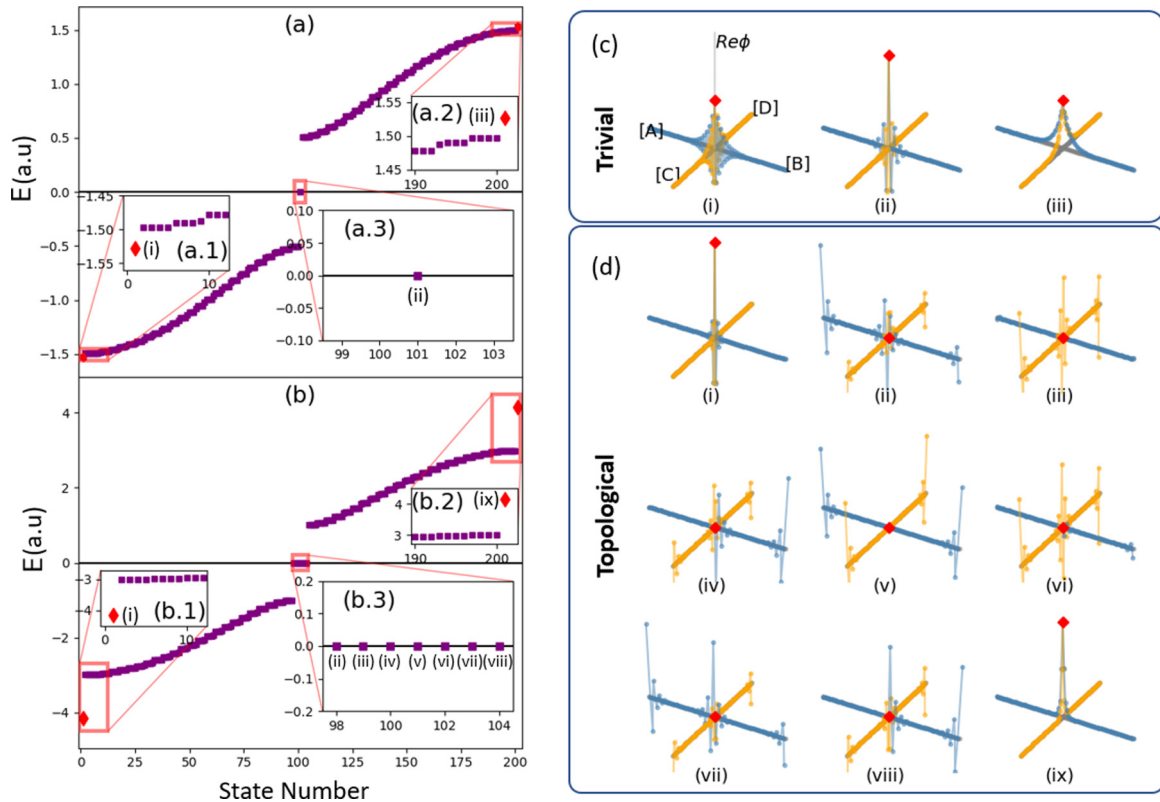 (a)
E(a.u)
1.5
1.0
0.5
0.0
−0.5
−1.0
−1.5
(a.2) (iii)
1.55
1.50
1.45
190 200
−1.45
−1.50
−1.55
(i) (a.1)
0 10
(a.3)
0.10
0.05
0.00
−0.05
−0.10
(ii)
99 100 101 102 103
(b)
E(a.u)
4
2
0
−2
−4
(b.2) (ix)
4
3
190 200
−3
−4
(i) (b.1)
0 10
(b.3)
0.2
0.1
0.0
−0.1
−0.2
(ii) (iii) (iv) (v) (vi) (vii) (viii)
98 100 102 104
0 25 50 75 100 125 150 175 200
State Number
(c)
Trivial
Reϕ
[A]
[B]
[C]
[D]
(i) (ii) (iii)
(d)
Topological
(i) (ii) (iii)
(iv) (v) (vi)
(vii) (viii) (ix)